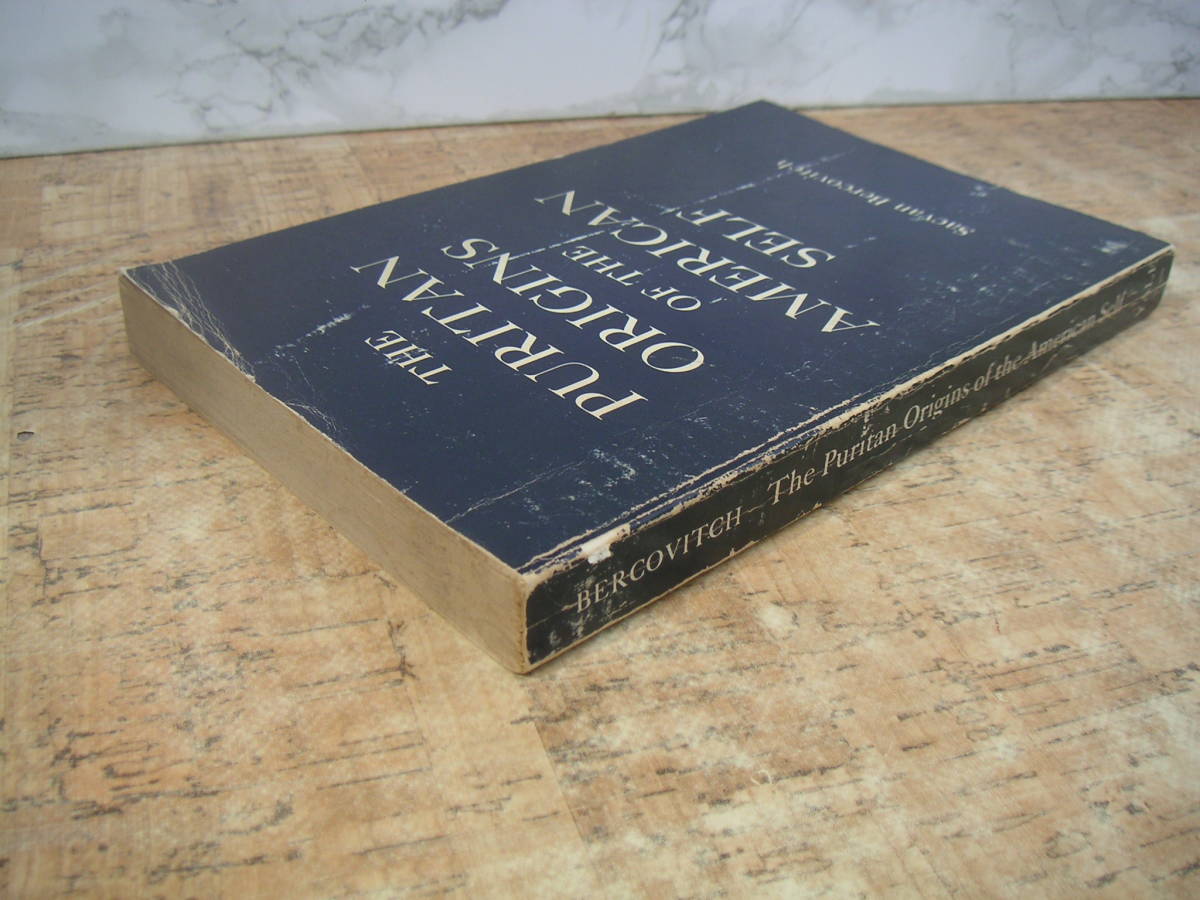 THE
PURITAN
ORIGINS
OF THE
AMERICAN
SELF
Sacvan Bercovitch
BERCOVITCH The Puritan Origins of the American Self